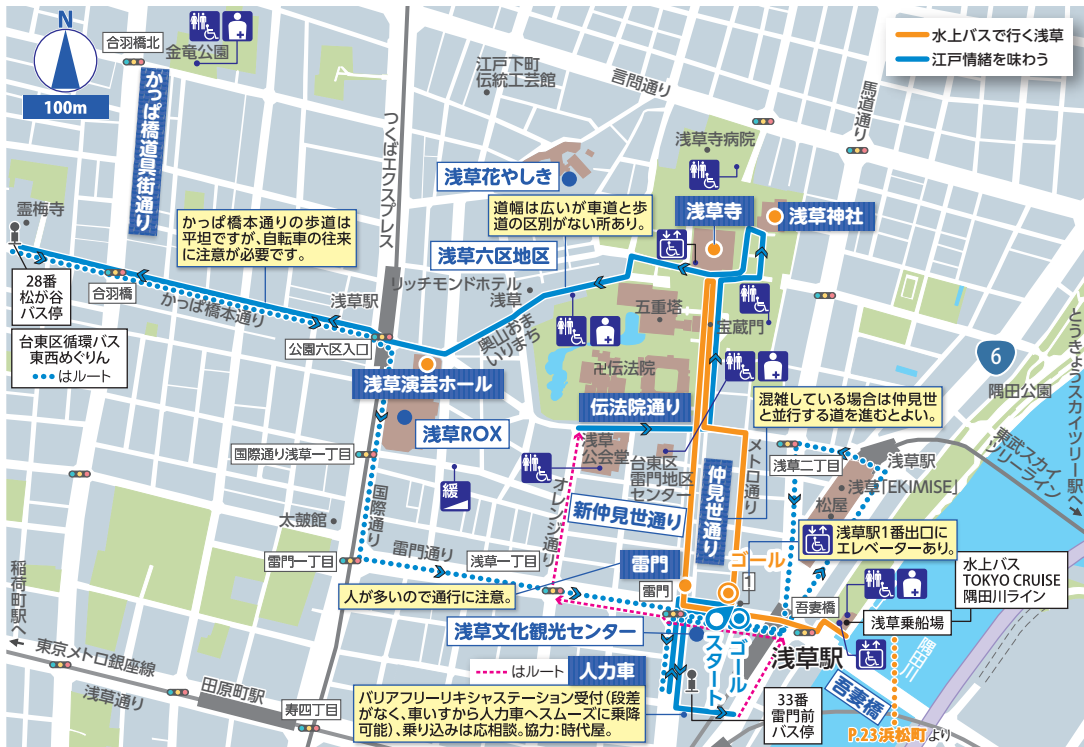 N
100m
合羽橋北
金竜公園
かっぱ橋道具街通り
江戸下町
伝統工芸館
言問通り
馬道通り
水上バスで行く浅草
江戸情緒を味わう
つくばエクスプレス
浅草寺病院
浅草花やしき
浅草寺
浅草神社
霊梅寺
かっぱ橋本通りの歩道は
平坦ですが、自転車の往来
に注意が必要です。
道幅は広いが車道と歩
道の区別がない所あり。
浅草六区地区
リッチモンドホテル
浅草
28番
松が谷
バス停
合羽橋
かっぱ橋本通り
浅草駅
公園六区入口
奥山おま
いりまち
五重塔
宝蔵門
台東区循環バス
東西めぐりん
はルート
卍伝法院
浅草演芸ホール
伝法院通り
混雑している場合は仲見世
と並行する道を進むとよい。
6
隅田公園
とうきょうスカイツリー駅へ
東武スカイ
ツリーライン
浅草ROX
浅草
公会堂
台東区
雷門地区
センター
メトロ通り
浅草二丁目
浅草駅
浅草「EKIMISE」
松屋
国際通り浅草一丁目
緩
オレンジ通り
新仲見世通り
仲見世通り
国際通り
太鼓館
雷門一丁目
雷門通り
浅草一丁目
雷門
雷門
ゴール
1
浅草駅1番出口に
エレベーターあり。
水上バス
TOKYO CRUISE
隅田川ライン
人が多いので通行に注意。
吾妻橋
浅草乗船場
浅草文化観光センター
スタート
ゴール
浅草駅
隅田川
吾妻橋
稲荷町駅へ
東京メトロ銀座線
浅草通り
田原町駅
寿四丁目
はルート
人力車
バリアフリーリキシャステーション受付(段差
がなく、車いすから人力車へスムーズに乗降
可能)、乗り込みは応相談。協力:時代屋。
33番
雷門前
バス停
P.23浜松町より